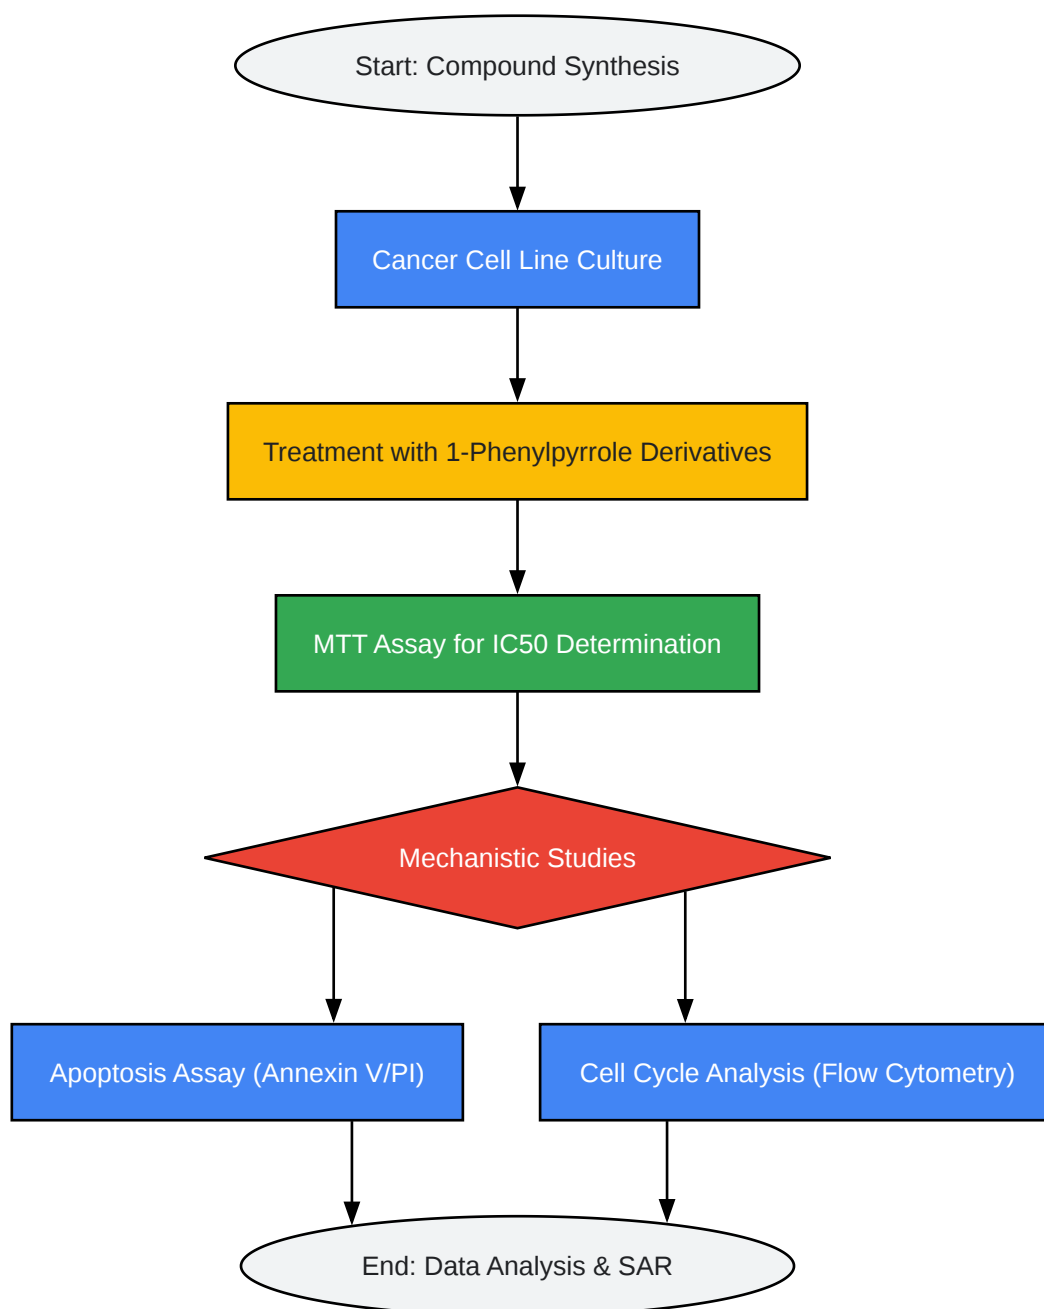 Start: Compound Synthesis
Cancer Cell Line Culture
Treatment with 1-Phenylpyrrole Derivatives
MTT Assay for IC50 Determination
Mechanistic Studies
Apoptosis Assay (Annexin V/PI)
Cell Cycle Analysis (Flow Cytometry)
End: Data Analysis & SAR